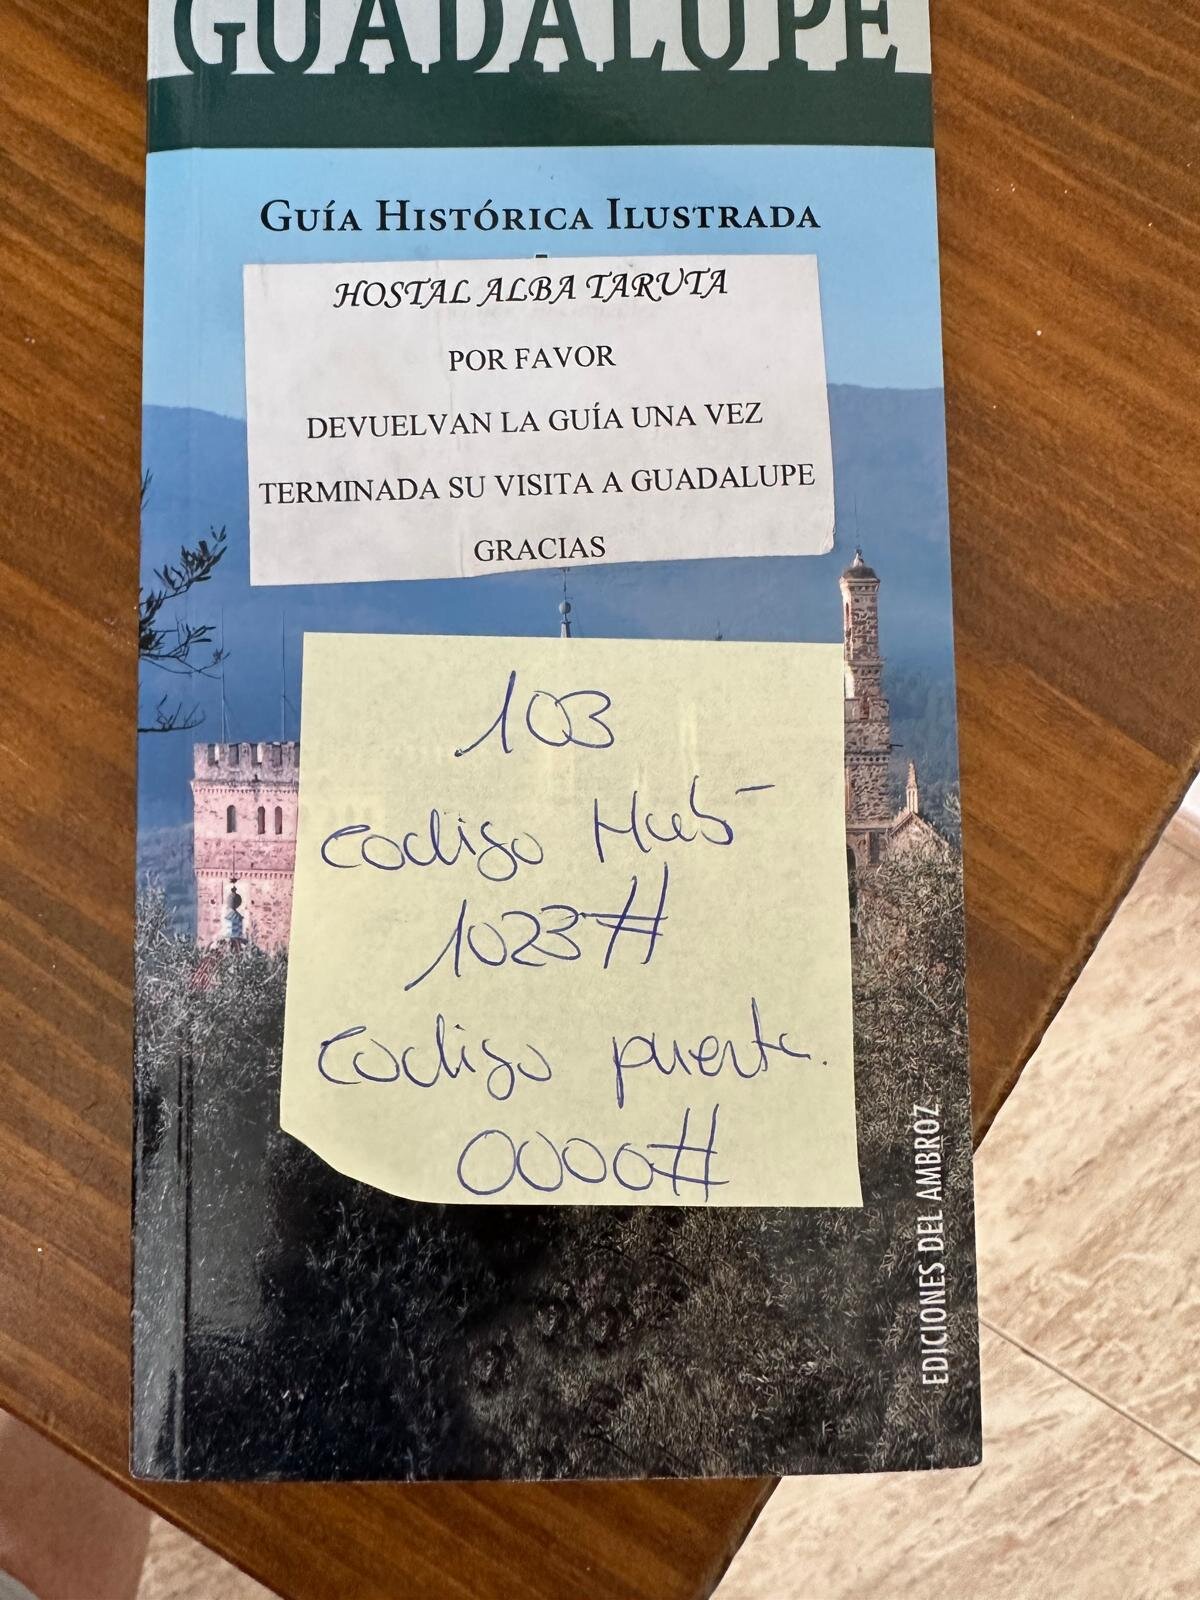 GUADALUPE
GUÍA HISTÓRICA ILUSTRADA
HOSTAL ALBA TARUTA
POR FAVOR
DEVUELVAN LA GUÍA UNA VEZ
TERMINADA SU VISITA A GUADALUPE
GRACIAS
103
codigo Hab-
1023#
codigo puerta.
0000#
EDICIONES DEL AMBROZ